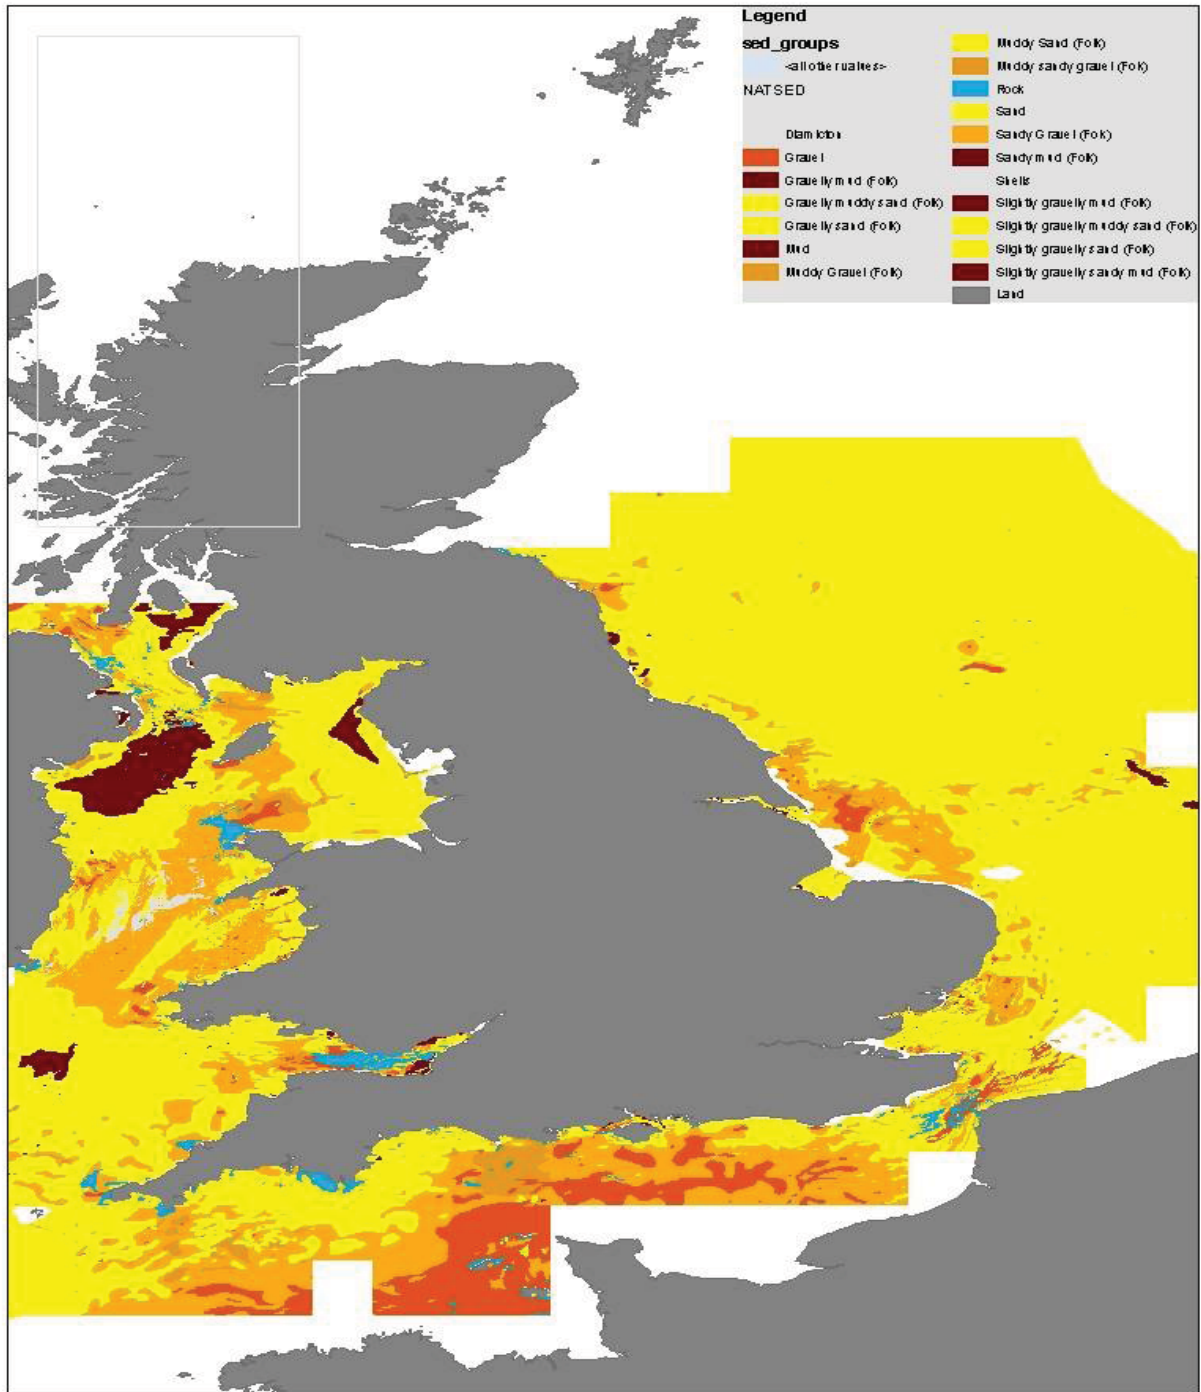 Legend
sed_groups
<all other values>
NATSED
Diamicton
Gravel
Gravelly mud (Folk)
Gravelly muddy sand (Folk)
Gravelly sand (Folk)
Mud
Muddy Gravel (Folk)
Muddy Sand (Folk)
Muddy sandy gravel (Folk)
Rock
Sand
Sandy Gravel (Folk)
Sandy mud (Folk)
Shells
Slightly gravelly mud (Folk)
Slightly gravelly muddy sand (Folk)
Slightly gravelly sand (Folk)
Slightly gravelly sandy mud (Folk)
Land